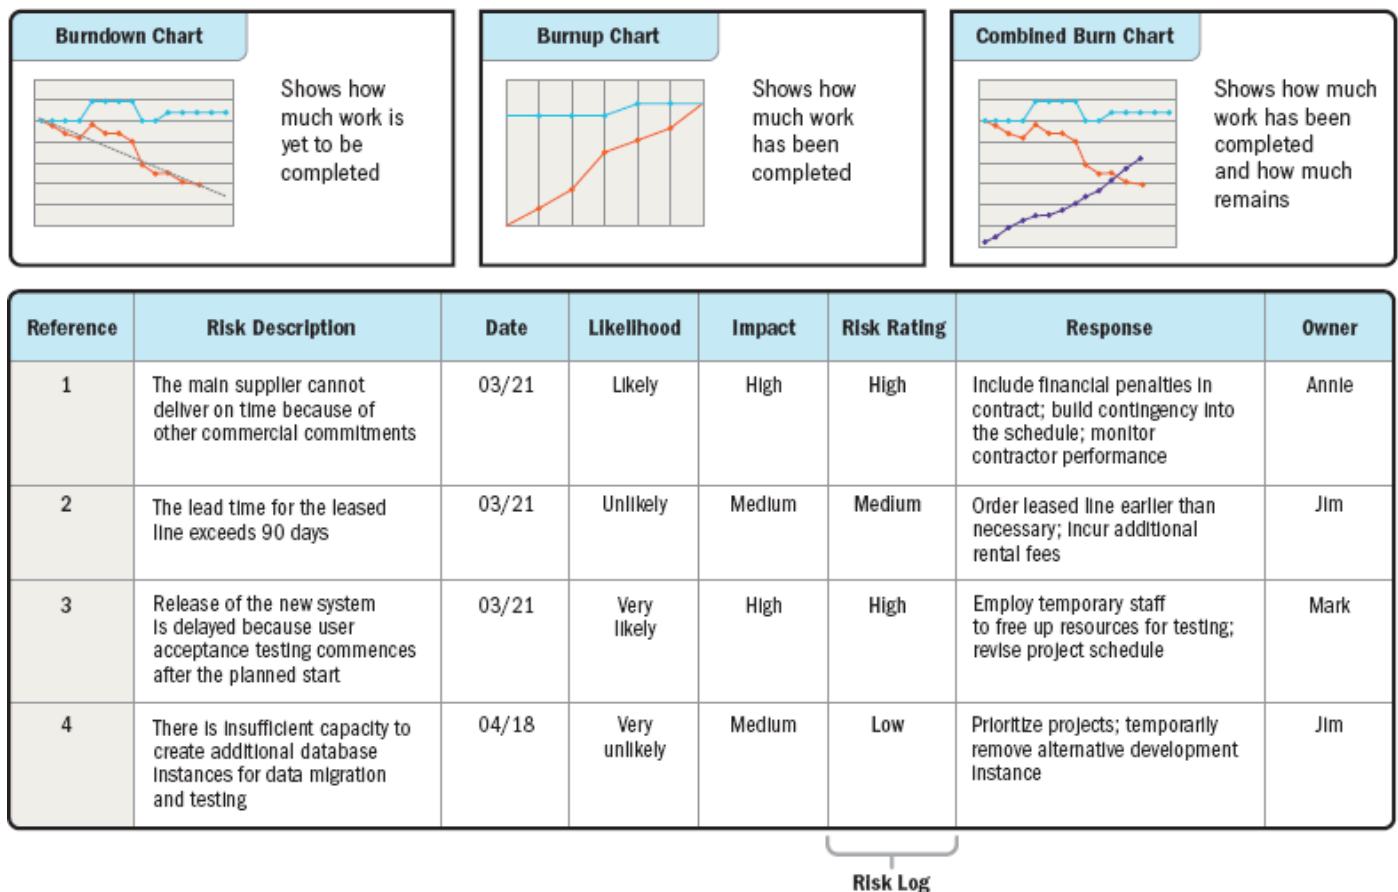 Burndown Chart
Shows how
much work is
yet to be
completed
Burnup Chart
Shows how
much work
has been
completed
Combined Burn Chart
Shows how much
work has been
completed
and how much
remains
Reference Risk Description Date Likelihood Impact Risk Rating Response Owner
1
The main supplier cannot
deliver on time because of
other commercial commitments
03/21
Likely
High
High
Include financial penalties in
contract; build contingency into
the schedule; monitor
contractor performance
Annie
2
The lead time for the leased
line exceeds 90 days
03/21
Unlikely
Medium
Medium
Order leased line earlier than
necessary; incur additional
rental fees
Jim
3
Release of the new system
is delayed because user
acceptance testing commences
after the planned start
03/21
Very
likely
High
High
Employ temporary staff
to free up resources for testing;
revise project schedule
Mark
4
There is insufficient capacity to
create additional database
instances for data migration
and testing
04/18
Very
unlikely
Medium
Low
Prioritize projects; temporarily
remove alternative development
instance
Jim
Risk Log